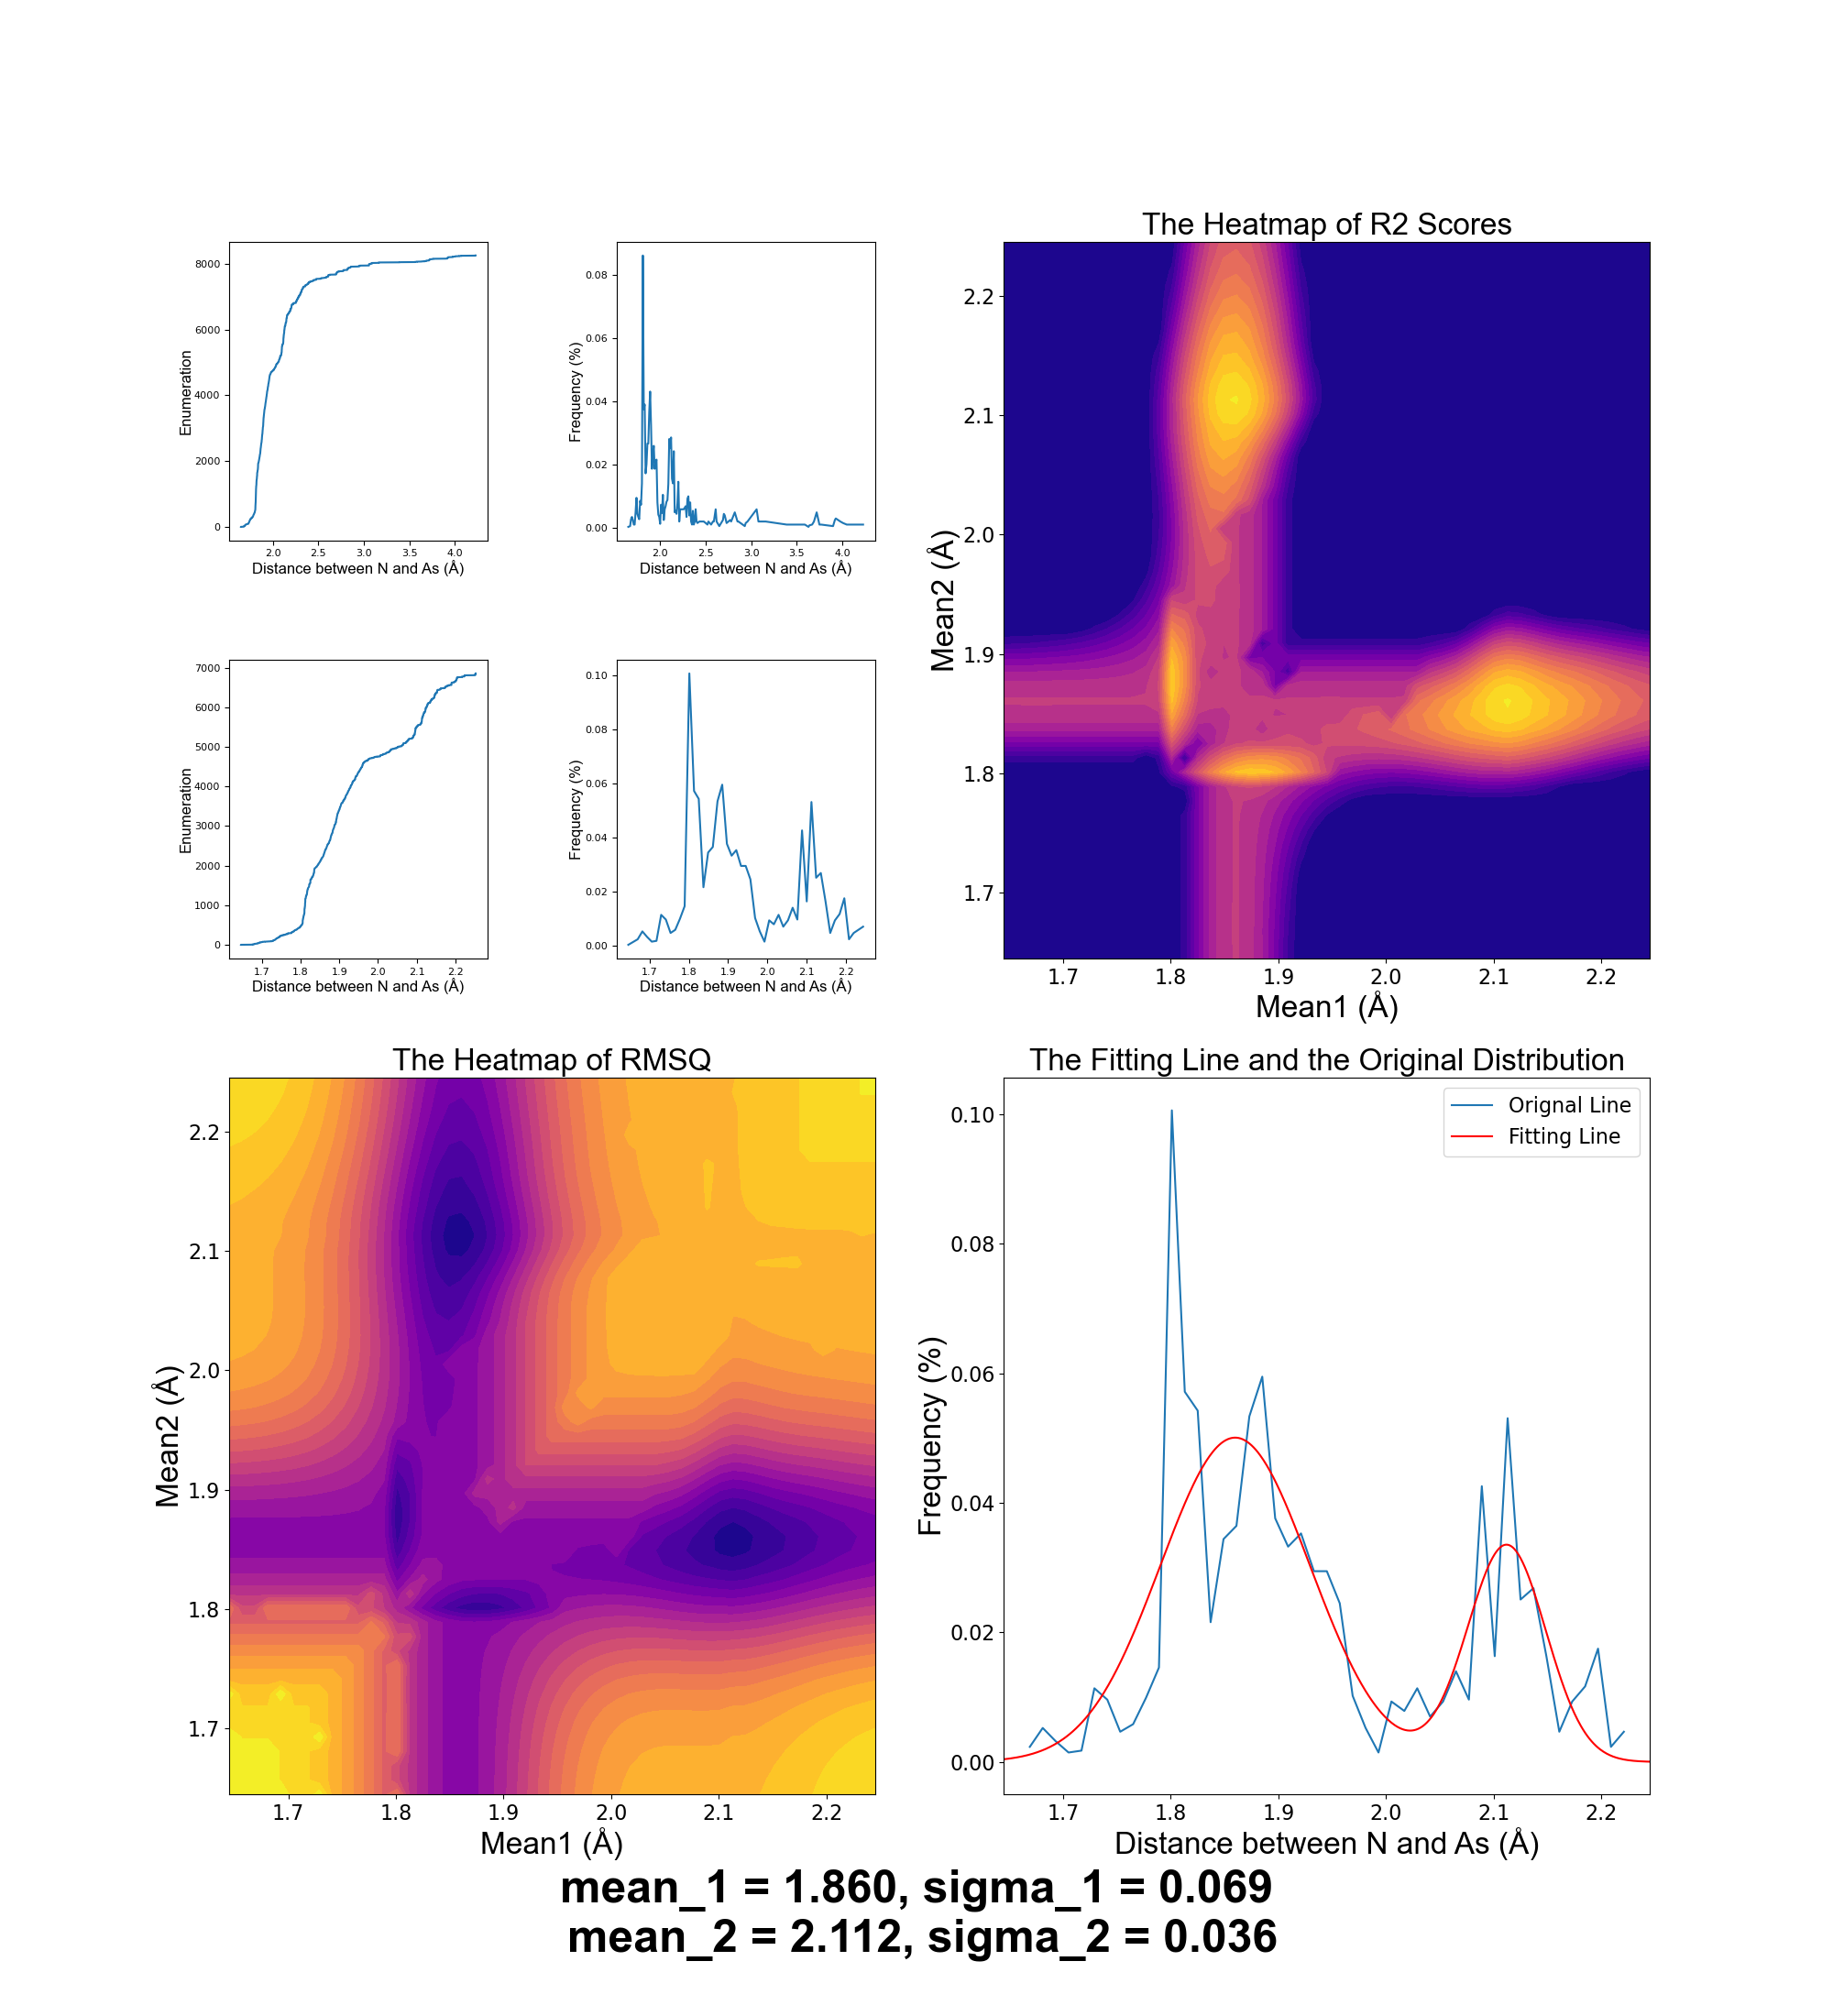 8000
6000
4000
2000
0
Enumeration
2.0 2.5 3.0 3.5 4.0
Distance between N and As (Å)
0.08
0.06
0.04
0.02
0.00
Frequency (%)
2.0 2.5 3.0 3.5 4.0
Distance between N and As (Å)
The Heatmap of R2 Scores
2.2
2.1
2.0
1.9
1.8
1.7
Mean2 (Å)
1.7 1.8 1.9 2.0 2.1 2.2
Mean1 (Å)
7000
6000
5000
4000
3000
2000
1000
0
Enumeration
1.7 1.8 1.9 2.0 2.1 2.2
Distance between N and As (Å)
0.10
0.08
0.06
0.04
0.02
0.00
Frequency (%)
1.7 1.8 1.9 2.0 2.1 2.2
Distance between N and As (Å)
The Heatmap of RMSQ
2.2
2.1
2.0
1.9
1.8
1.7
Mean2 (Å)
1.7 1.8 1.9 2.0 2.1 2.2
Mean1 (Å)
The Fitting Line and the Original Distribution
Orignal Line
Fitting Line
0.10
0.08
0.06
0.04
0.02
0.00
Frequency (%)
1.7 1.8 1.9 2.0 2.1 2.2
Distance between N and As (Å)
mean_1 = 1.860, sigma_1 = 0.069
mean_2 = 2.112, sigma_2 = 0.036